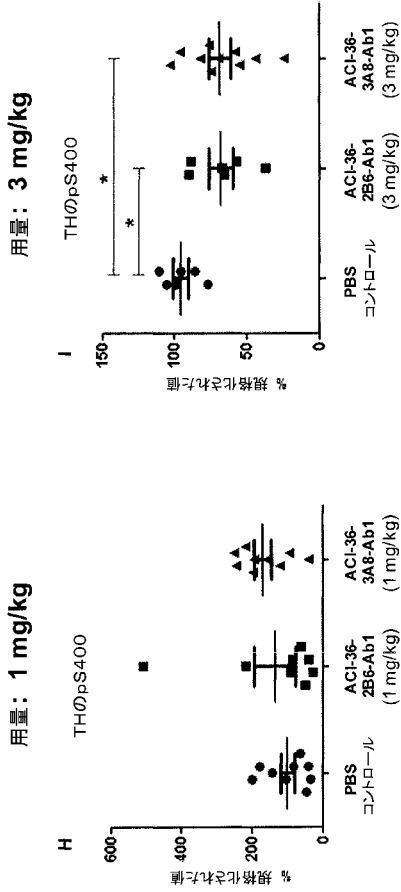 用量: 1 mg/kg
H
THのpS400
% 規格化された値
600
400
200
0
PBS
コントロール
ACI-36-
2B6-Ab1
(1 mg/kg)
ACI-36-
3A8-Ab1
(1 mg/kg)
用量: 3 mg/kg
I
THのpS400
*
*
% 規格化された値
150
100
50
0
PBS
コントロール
ACI-36-
2B6-Ab1
(3 mg/kg)
ACI-36-
3A8-Ab1
(3 mg/kg)